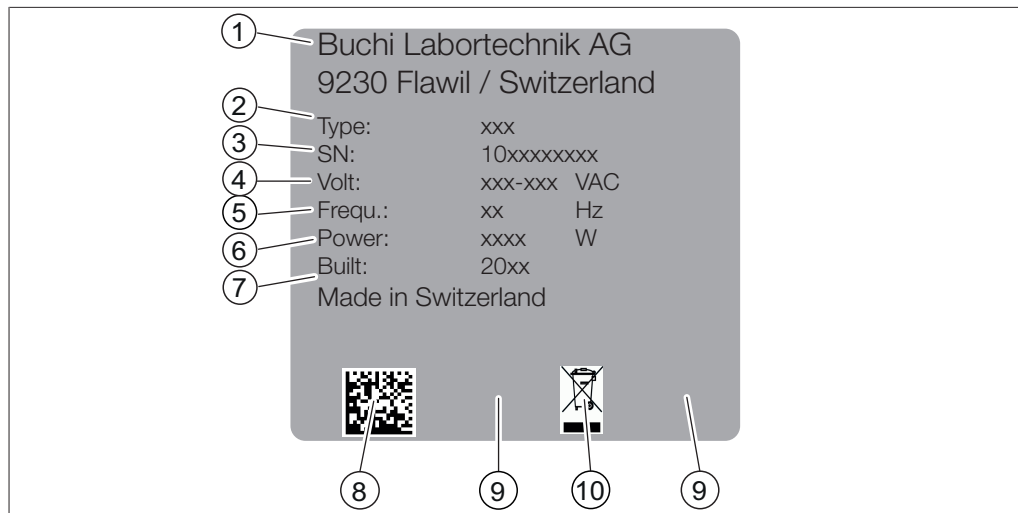 ① Buchi Labortechnik AG
9230 Flawil / Switzerland
② Type: xxx
③ SN: 10xxxxxxxx
④ Volt: xxx-xxx VAC
⑤ Frequ.: xx Hz
⑥ Power: xxxx W
⑦ Built: 20xx
Made in Switzerland
⑧ ⑨ ⑩ ⑨